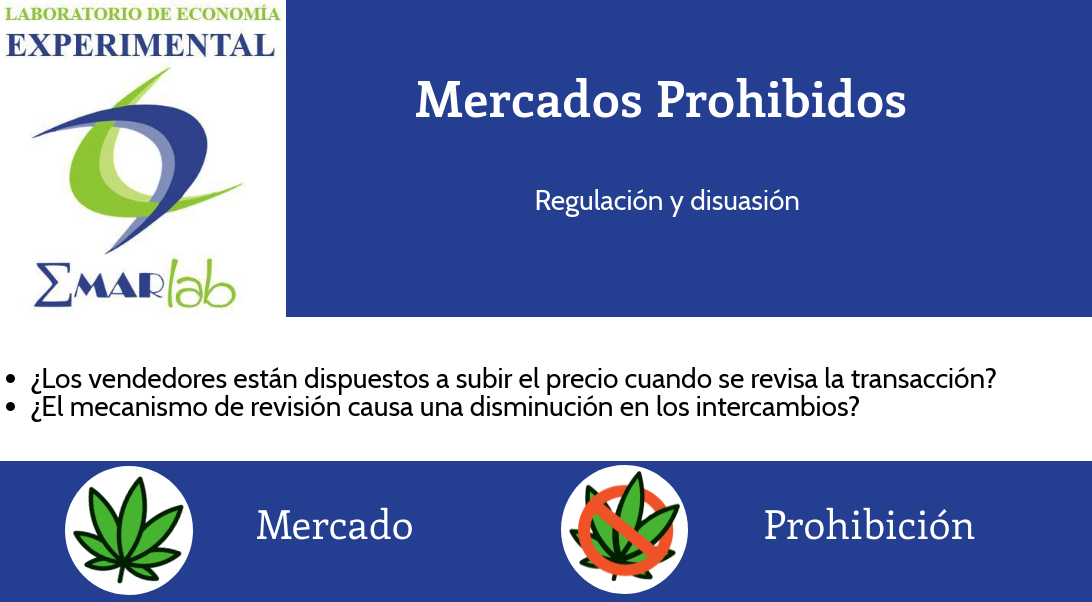 LABORATORIO DE ECONOMÍA
EXPERIMENTAL
ΣMARlab
Mercados Prohibidos
Regulación y disuasión
• ¿Los vendedores están dispuestos a subir el precio cuando se revisa la transacción?
• ¿El mecanismo de revisión causa una disminución en los intercambios?
Mercado
Prohibición